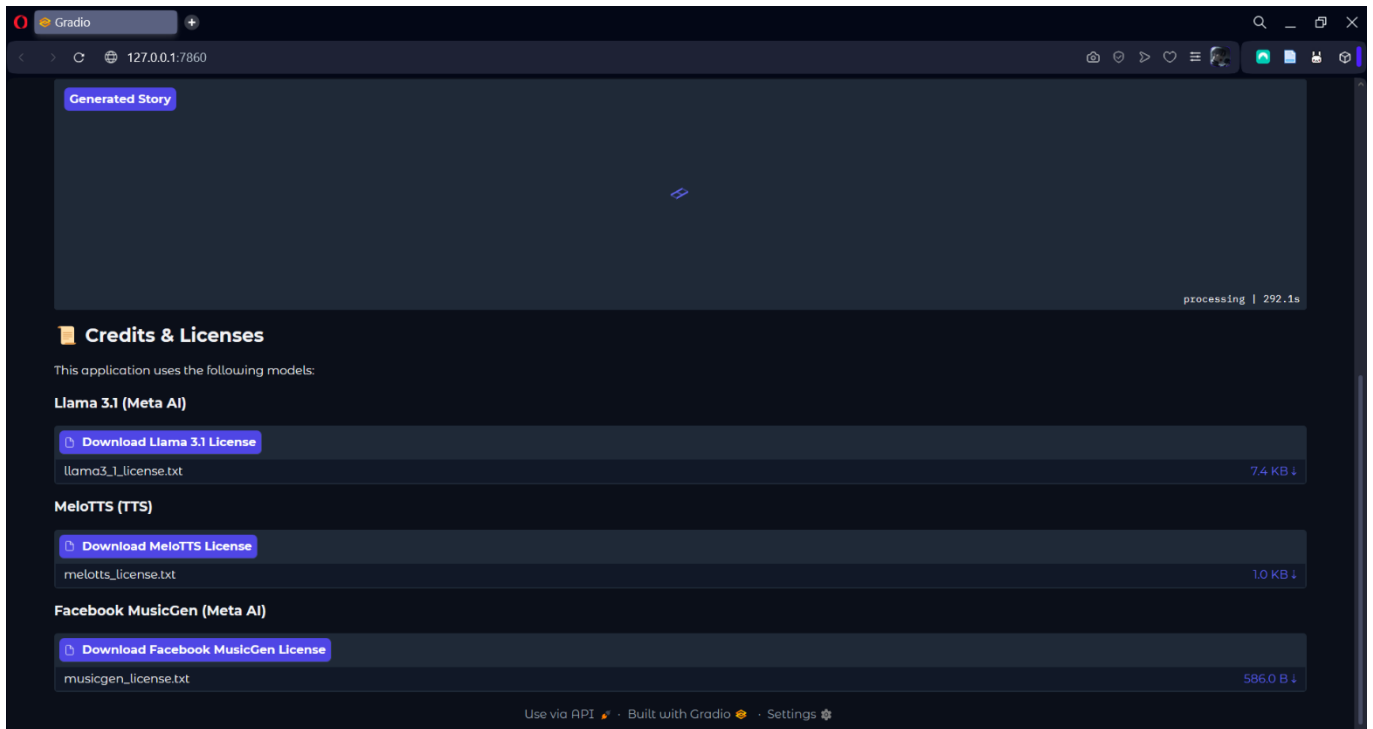 Gradio
127.0.0.1:7860
Generated Story
processing | 292.1s
📜 Credits & Licenses
This application uses the following models:
Llama 3.1 (Meta AI)
Download Llama 3.1 License
llama3_1_license.txt 7.4 KB ↓
MeloTTS (TTS)
Download MeloTTS License
melotts_license.txt 1.0 KB ↓
Facebook MusicGen (Meta AI)
Download Facebook MusicGen License
musicgen_license.txt 586.0 B ↓
Use via API 🚀 · Built with Gradio · Settings ⚙